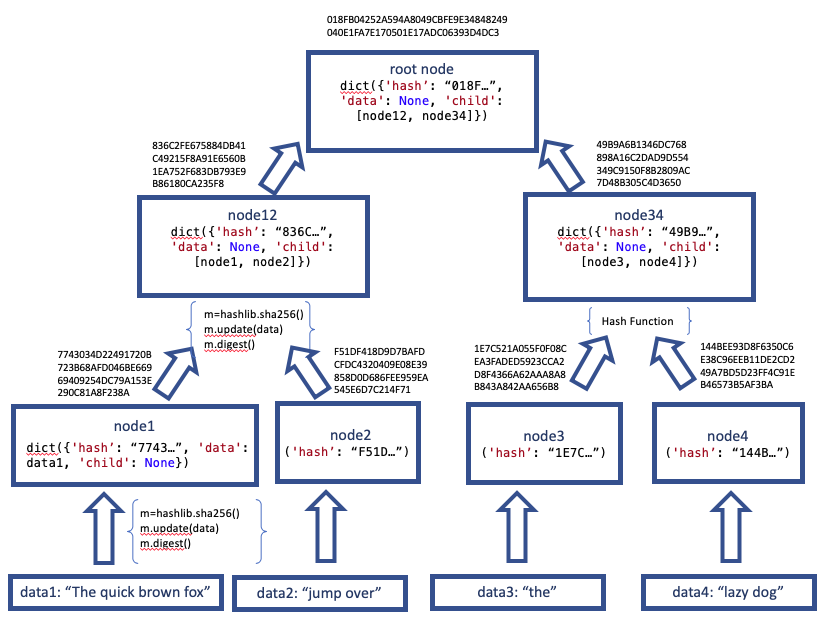 018FB04252A594A8049CBFE9E34848249
040E1FA7E170501E17ADC06393D4DC3
root node
dict({'hash': “018F…”,
'data': None, 'child':
[node12, node34]})
836C2FE675884DB41
C49215F8A91E6560B
1EA752F683DB793E9
B86180CA235F8
49B9A6B1346DC768
898A16C2DAD9D554
349C9150F8B2809AC
7D48B305C4D3650
node12
dict({'hash': “836C…”,
'data': None, 'child':
[node1, node2]})
node34
dict({'hash': “49B9…”,
'data': None, 'child':
[node3, node4]})
m=hashlib.sha256()
m.update(data)
m.digest()
Hash Function
7743034D22491720B
723B68AFD046BE669
69409254DC79A153E
290C81A8F238A
F51DF418D9D7BAFD
CFDC4320409E08E39
858D0D686FEE959EA
545E6D7C214F71
1E7C521A055F0F08C
EA3FADED5923CCA2
D8F4366A62AAA8A8
B843A842AA656B8
144BEE93D8F6350C6
E38C96EEB11DE2CD2
49A7BD5D23FF4C91E
B46573B5AF3BA
node1
dict({'hash': “7743…”, 'data':
data1, 'child': None})
node2
('hash': “F51D…”)
node3
('hash': “1E7C…”)
node4
('hash': “144B…”)
m=hashlib.sha256()
m.update(data)
m.digest()
data1: “The quick brown fox”
data2: “jump over”
data3: “the”
data4: “lazy dog”